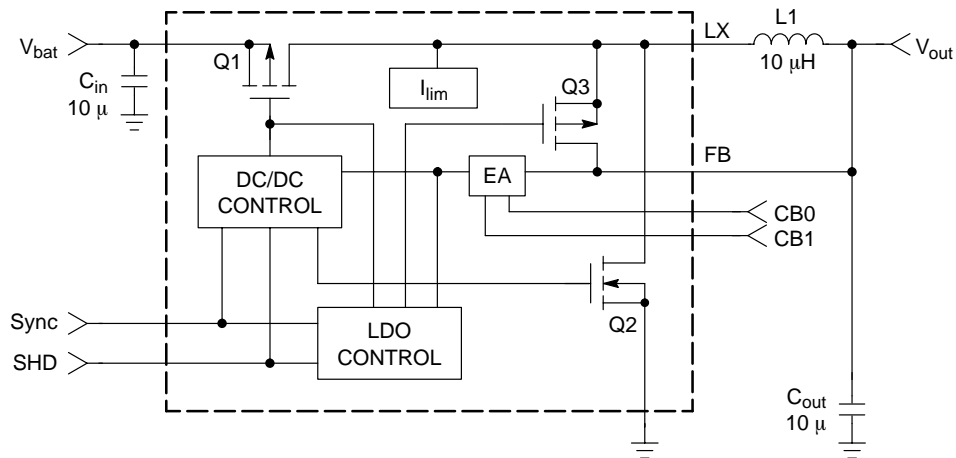 V_bat
C_in
10 μ
Q1
I_lim
LX
L1
10 μH
V_out
Q3
FB
DC/DC
CONTROL
EA
CB0
CB1
Q2
Sync
SHD
LDO
CONTROL
C_out
10 μ